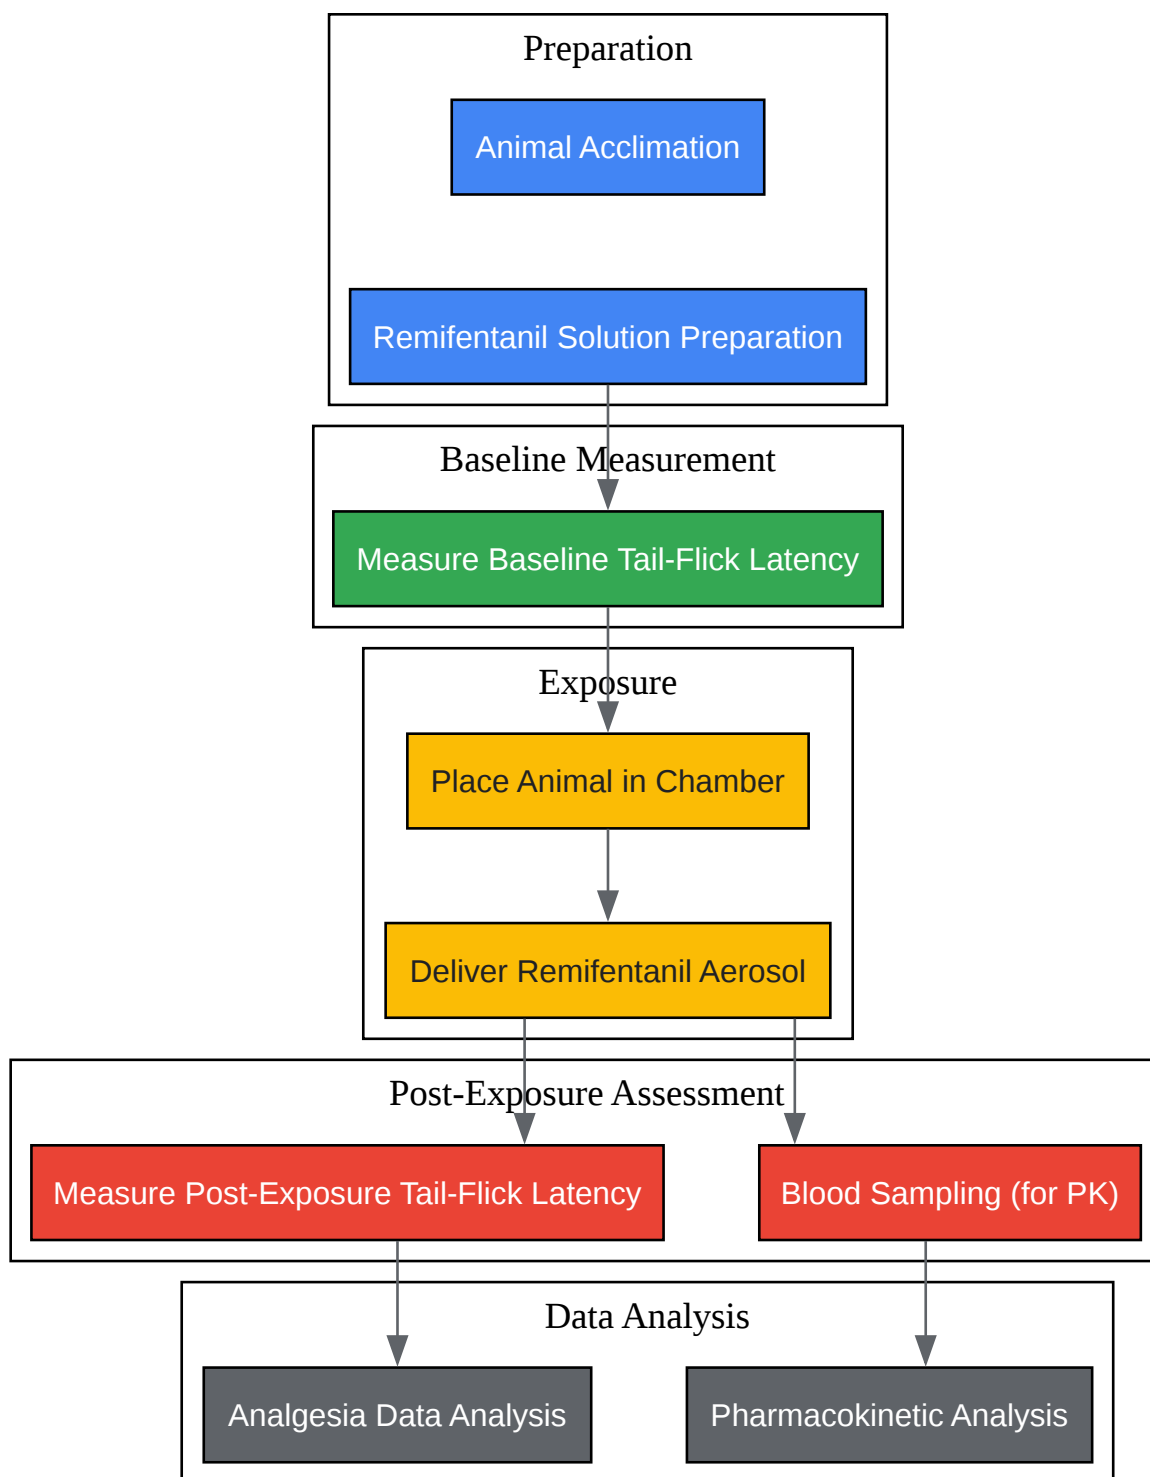 Preparation
Animal Acclimation
Remifentanil Solution Preparation
Baseline Measurement
Measure Baseline Tail-Flick Latency
Exposure
Place Animal in Chamber
Deliver Remifentanil Aerosol
Post-Exposure Assessment
Measure Post-Exposure Tail-Flick Latency
Blood Sampling (for PK)
Data Analysis
Analgesia Data Analysis
Pharmacokinetic Analysis